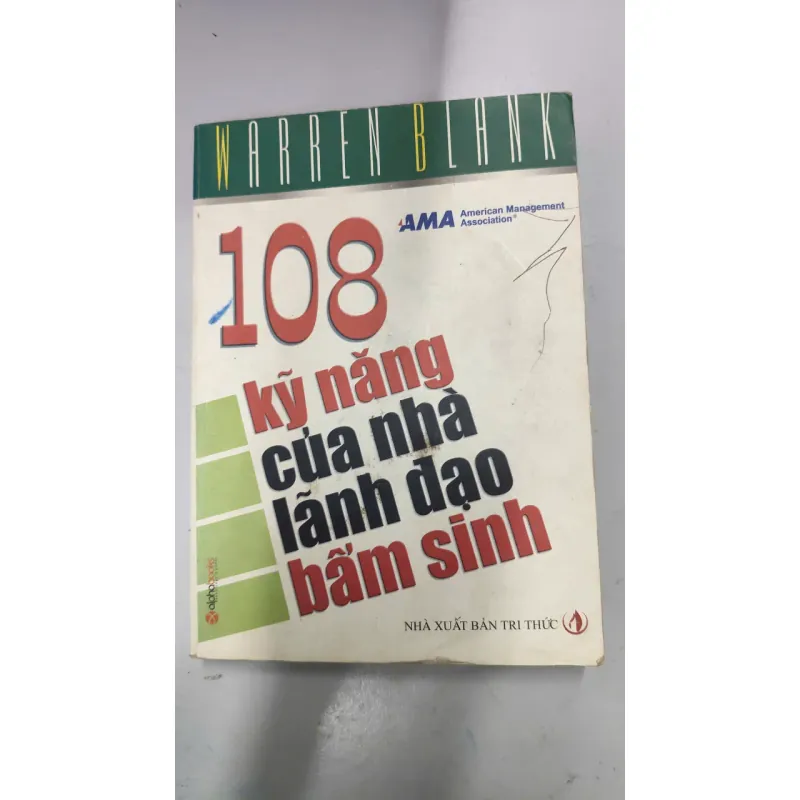 WARREN BLANK
AMA American Management
Association®
108
kỹ năng
của nhà
lãnh đạo
bẩm sinh
alphabooks
NHÀ XUẤT BẢN TRI THỨC